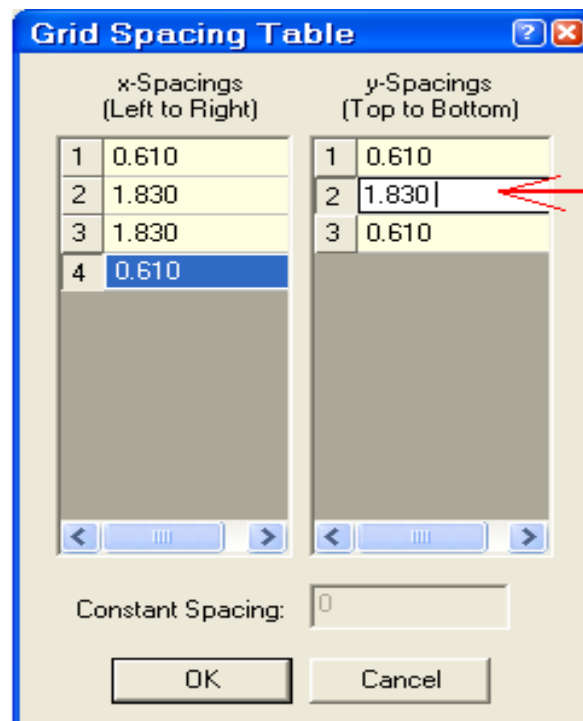 Grid Spacing Table
x-Spacings
(Left to Right)
1 0.610
2 1.830
3 1.830
4 0.610
y-Spacings
(Top to Bottom)
1 0.610
2 1.830
3 0.610
Constant Spacing: 0
OK Cancel